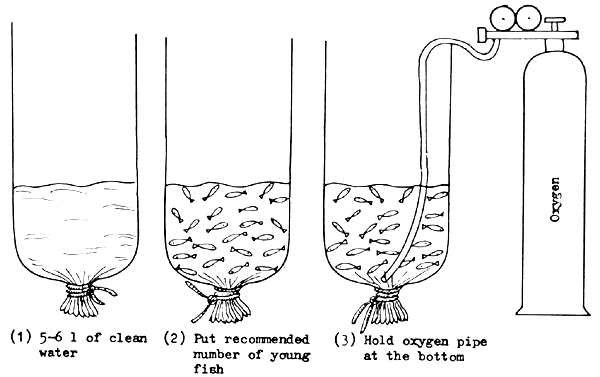 Oxygen
(1) 5-6 l of clean
water
(2) Put recommended
number of young
fish
(3) Hold oxygen pipe
at the bottom